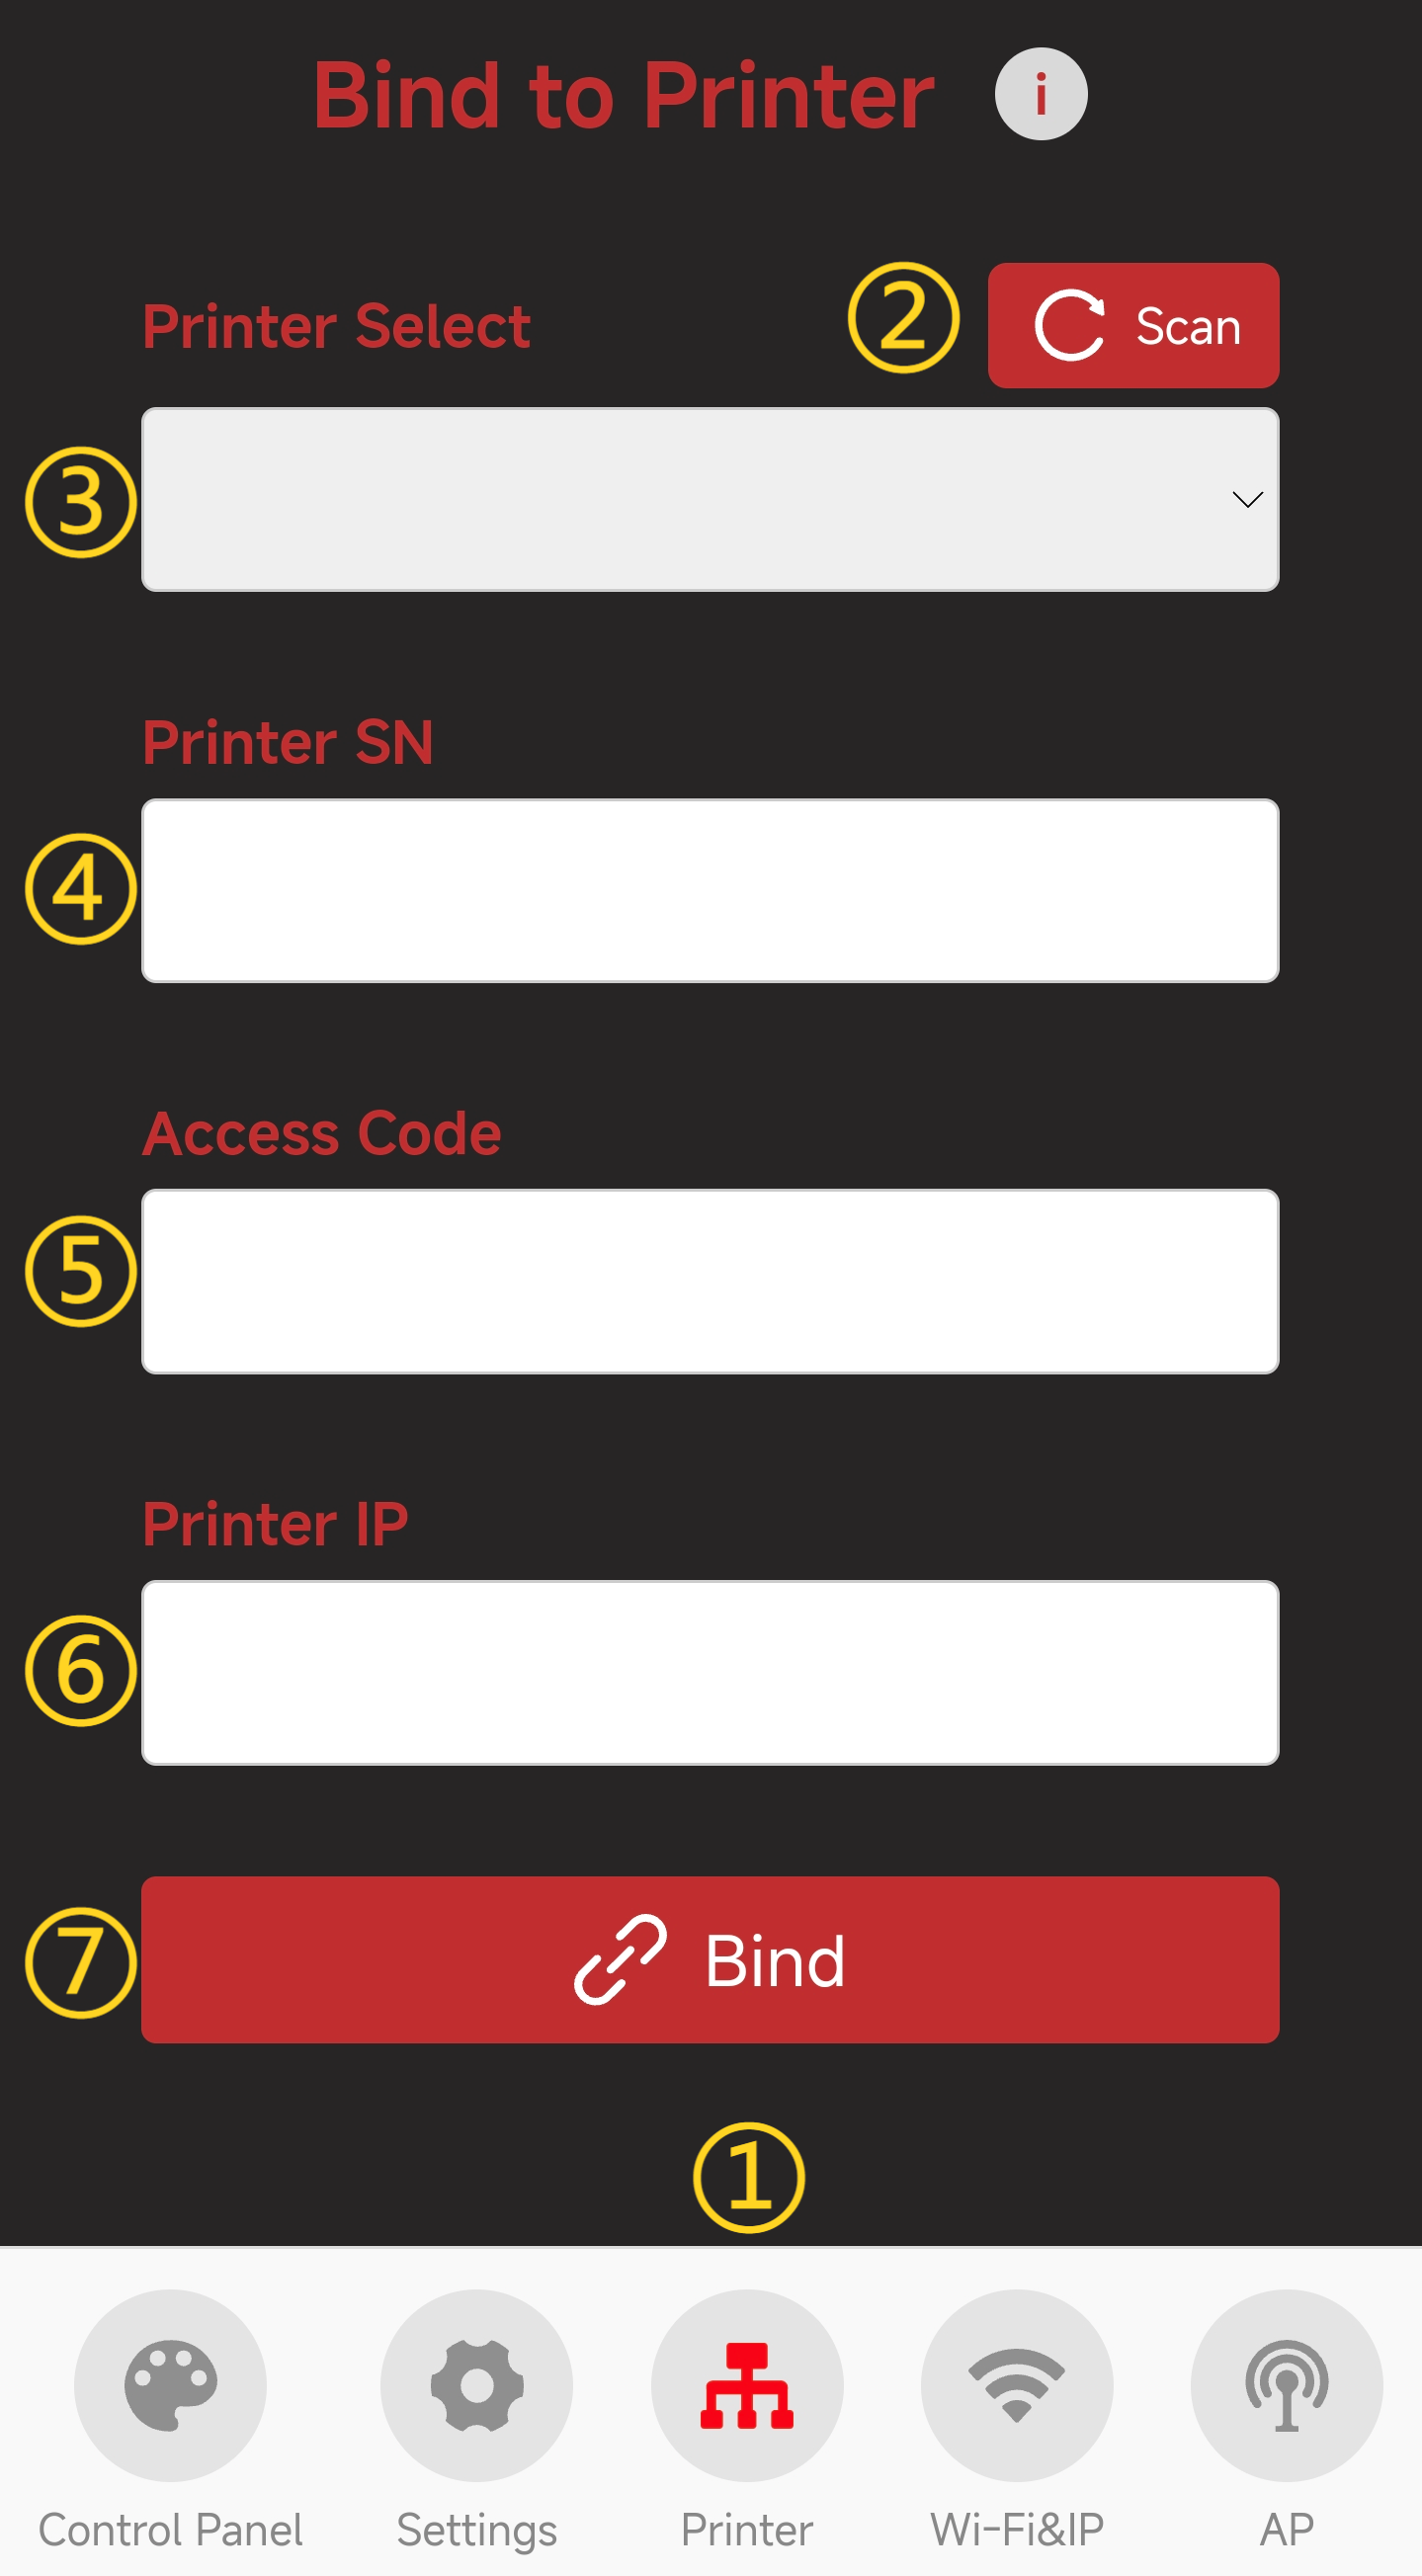 Bind to Printer i
Printer Select ② Scan
③
Printer SN
④
Access Code
⑤
Printer IP
⑥
⑦ Bind
①
Control Panel Settings Printer Wi-Fi&IP AP